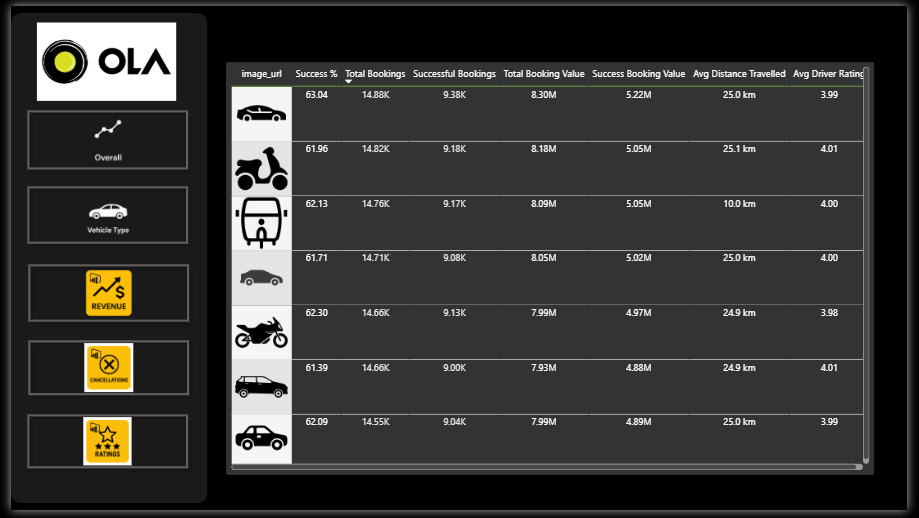 OLA
Overall
Vehicle Type
REVENUE
CANCELLATIONS
RATINGS
image_url Success % Total Bookings Successful Bookings Total Booking Value Success Booking Value Avg Distance Travelled Avg Driver Rating
63.04 14.88K 9.38K 8.30M 5.22M 25.0 km 3.99
61.96 14.82K 9.18K 8.18M 5.05M 25.1 km 4.01
62.13 14.76K 9.17K 8.09M 5.05M 10.0 km 4.00
61.71 14.71K 9.08K 8.05M 5.02M 25.0 km 4.00
62.30 14.66K 9.13K 7.99M 4.97M 24.9 km 3.98
61.39 14.66K 9.00K 7.93M 4.88M 24.9 km 4.01
62.09 14.55K 9.04K 7.99M 4.89M 25.0 km 3.99